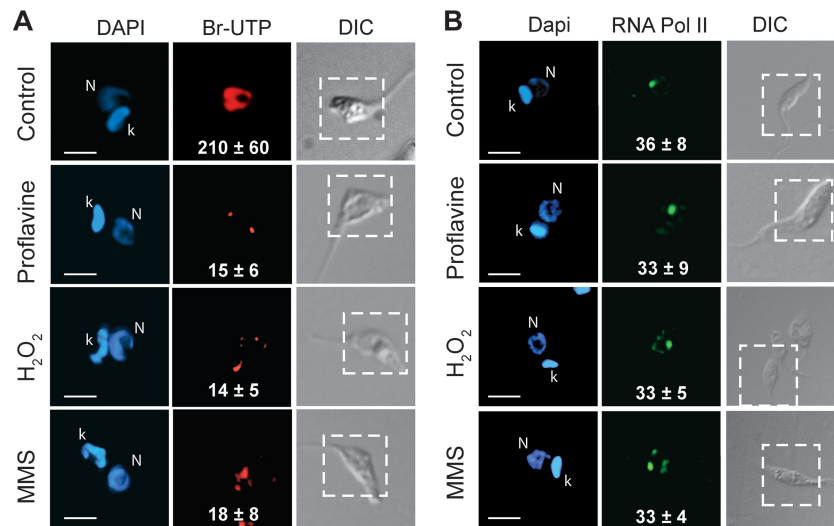 A
DAPI Br-UTP DIC
Control
N
k
210 ± 60
Proflavine
k
N
15 ± 6
H₂O₂
k
N
14 ± 5
MMS
k
N
18 ± 8
B
Dapi RNA Pol II DIC
Control
N
k
36 ± 8
Proflavine
N
k
33 ± 9
H₂O₂
N
k
33 ± 5
MMS
N
k
33 ± 4